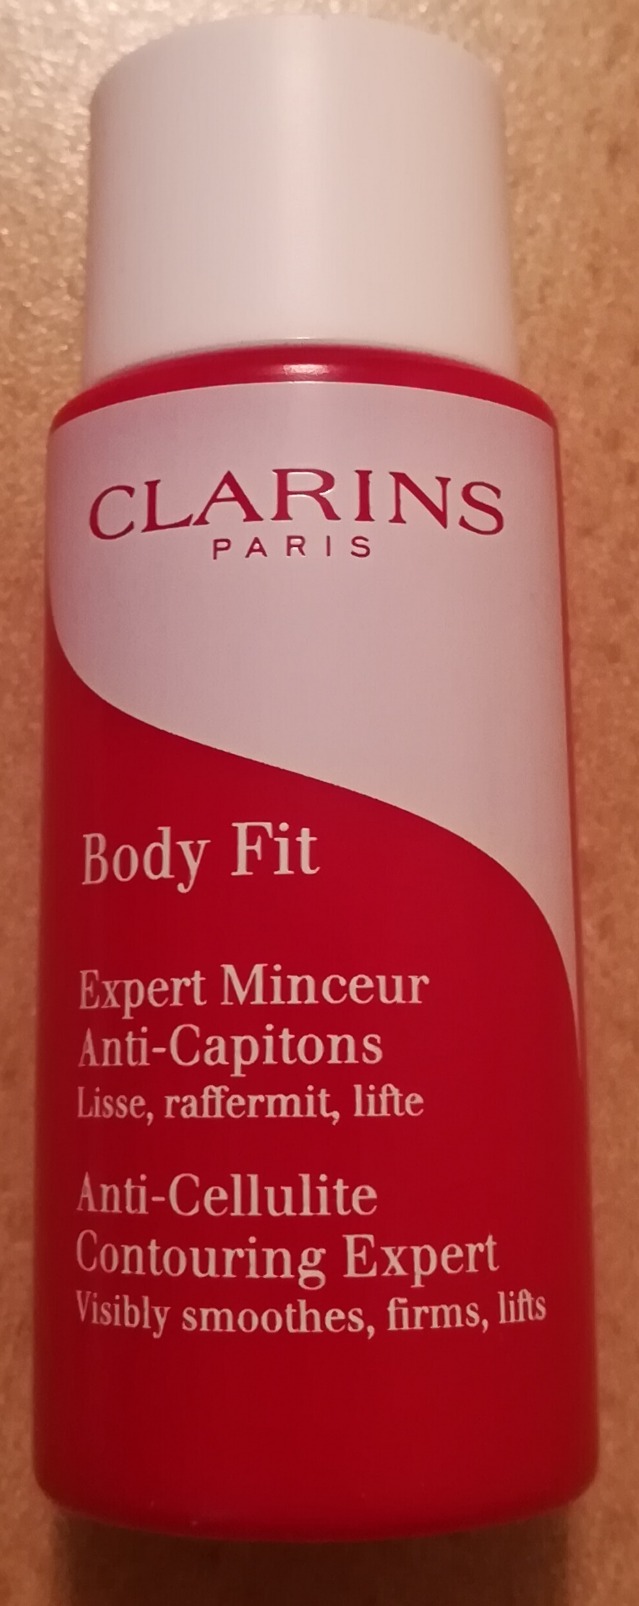 CLARINS
PARIS
Body Fit
Expert Minceur
Anti-Capitons
Lisse, raffermit, lifte
Anti-Cellulite
Contouring Expert
Visibly smoothes, firms, lifts